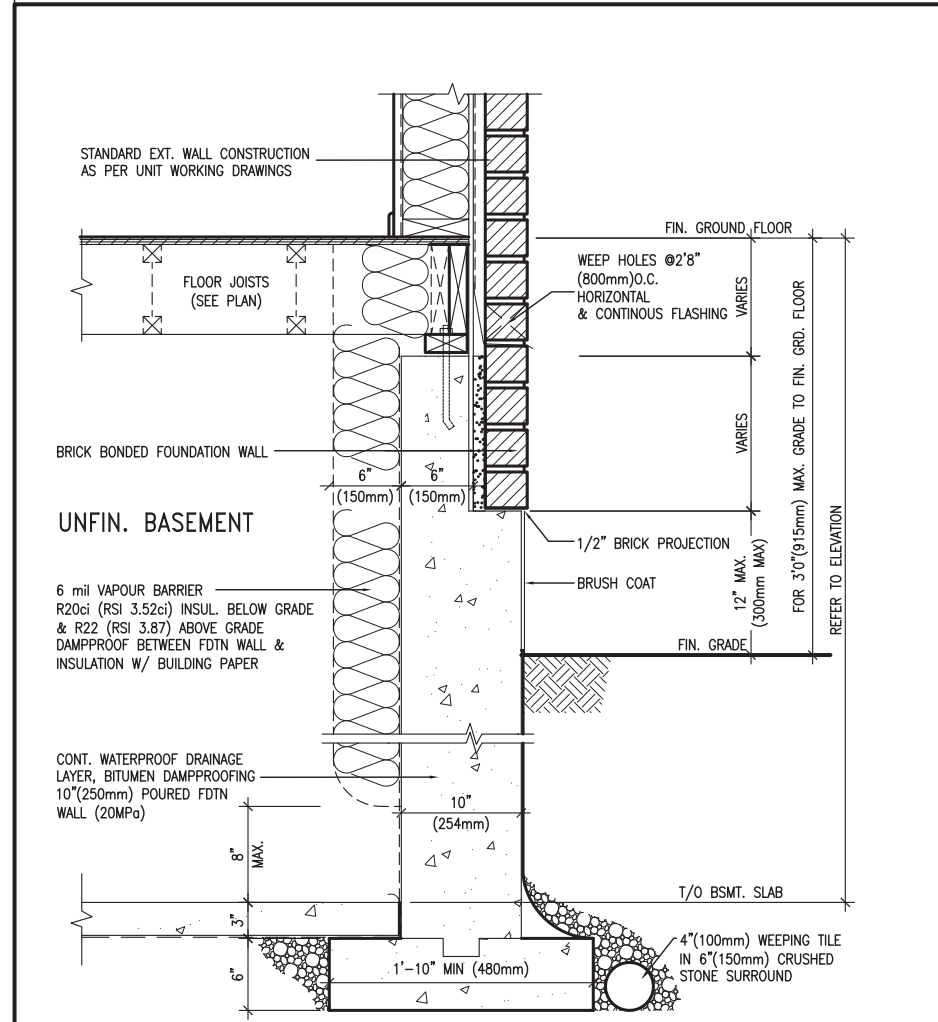 STANDARD EXT. WALL CONSTRUCTION
AS PER UNIT WORKING DRAWINGS
FIN. GROUND FLOOR
FLOOR JOISTS
(SEE PLAN)
WEEP HOLES @2'8"
(800mm)O.C.
HORIZONTAL
& CONTINOUS FLASHING
VARIES
VARIES
FOR 3'0"(915mm) MAX. GRADE TO FIN. GRD. FLOOR
REFER TO ELEVATION
BRICK BONDED FOUNDATION WALL
6"
(150mm)
6"
(150mm)
UNFIN. BASEMENT
1/2" BRICK PROJECTION
BRUSH COAT
12" MAX.
(300mm MAX)
6 mil VAPOUR BARRIER
R20ci (RSI 3.52ci) INSUL. BELOW GRADE
& R22 (RSI 3.87) ABOVE GRADE
DAMPPROOF BETWEEN FDTN WALL &
INSULATION W/ BUILDING PAPER
FIN. GRADE
CONT. WATERPROOF DRAINAGE
LAYER, BITUMEN DAMPPROOFING
10"(250mm) POURED FDTN
WALL (20MPa)
10"
(254mm)
8"
MAX.
T/O BSMT. SLAB
3"
6"
1'-10" MIN (480mm)
4"(100mm) WEEPING TILE
IN 6"(150mm) CRUSHED
STONE SURROUND